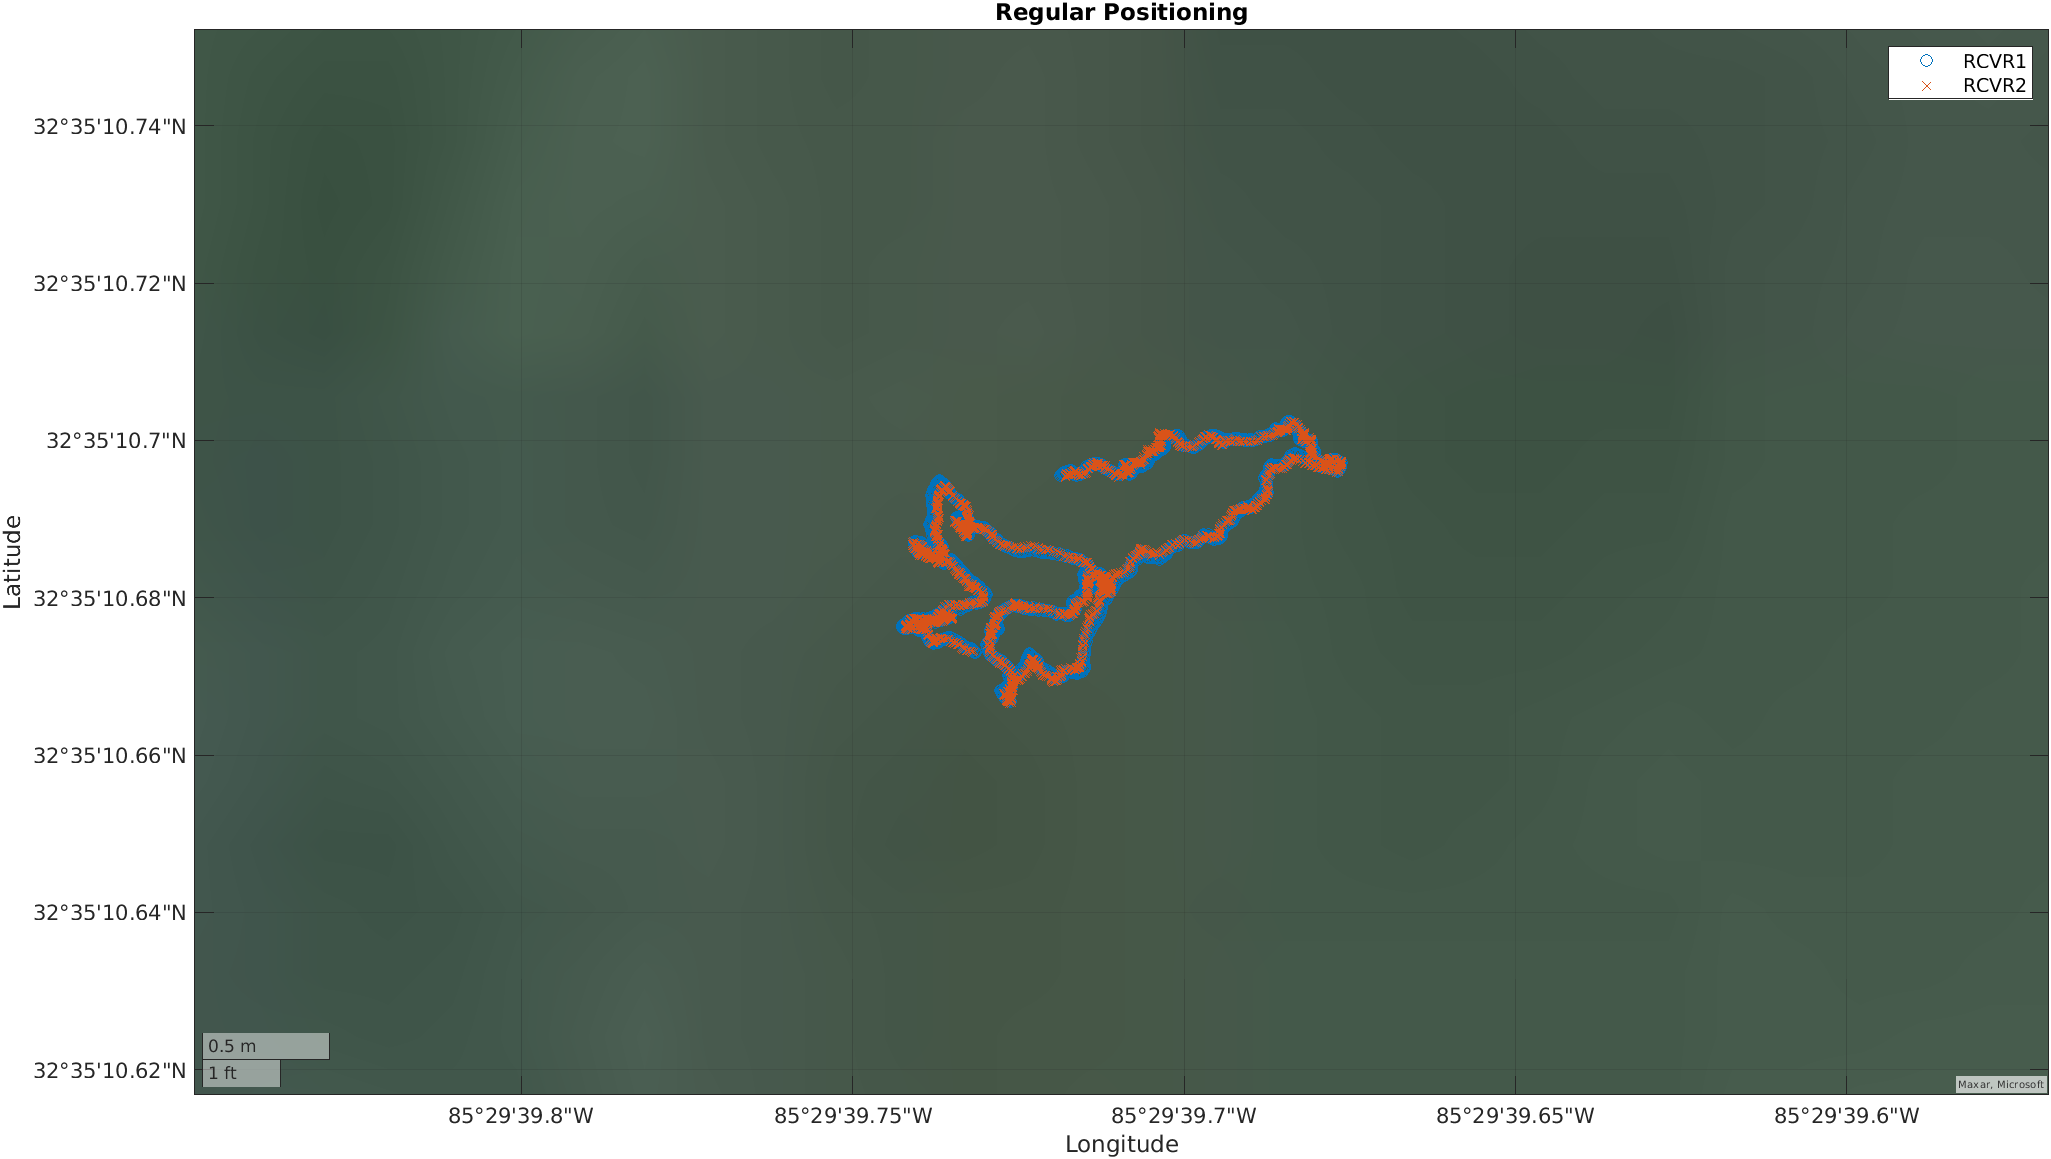 Regular Positioning
RCVR1
RCVR2
32°35'10.74"N
32°35'10.72"N
32°35'10.7"N
32°35'10.68"N
32°35'10.66"N
32°35'10.64"N
32°35'10.62"N
Latitude
0.5 m
1 ft
Maxar, Microsoft
85°29'39.8"W
85°29'39.75"W
85°29'39.7"W
85°29'39.65"W
85°29'39.6"W
Longitude